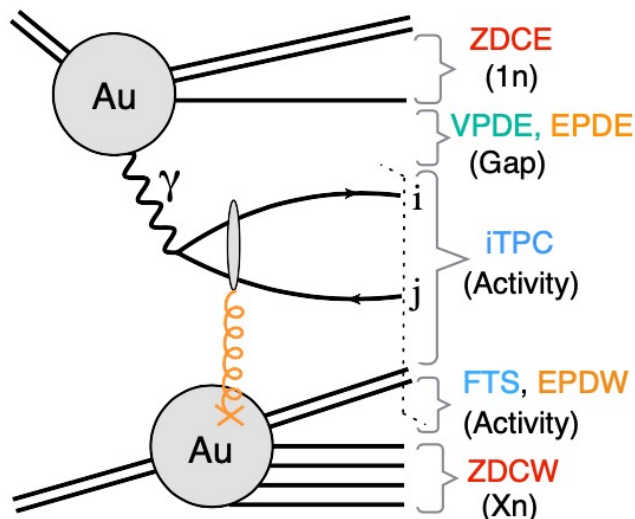 Au
ZDCE
(1n)
VPDE, EPDE
(Gap)
γ
i
iTPC
(Activity)
j
FTS, EPDW
(Activity)
Au
ZDCW
(Xn)